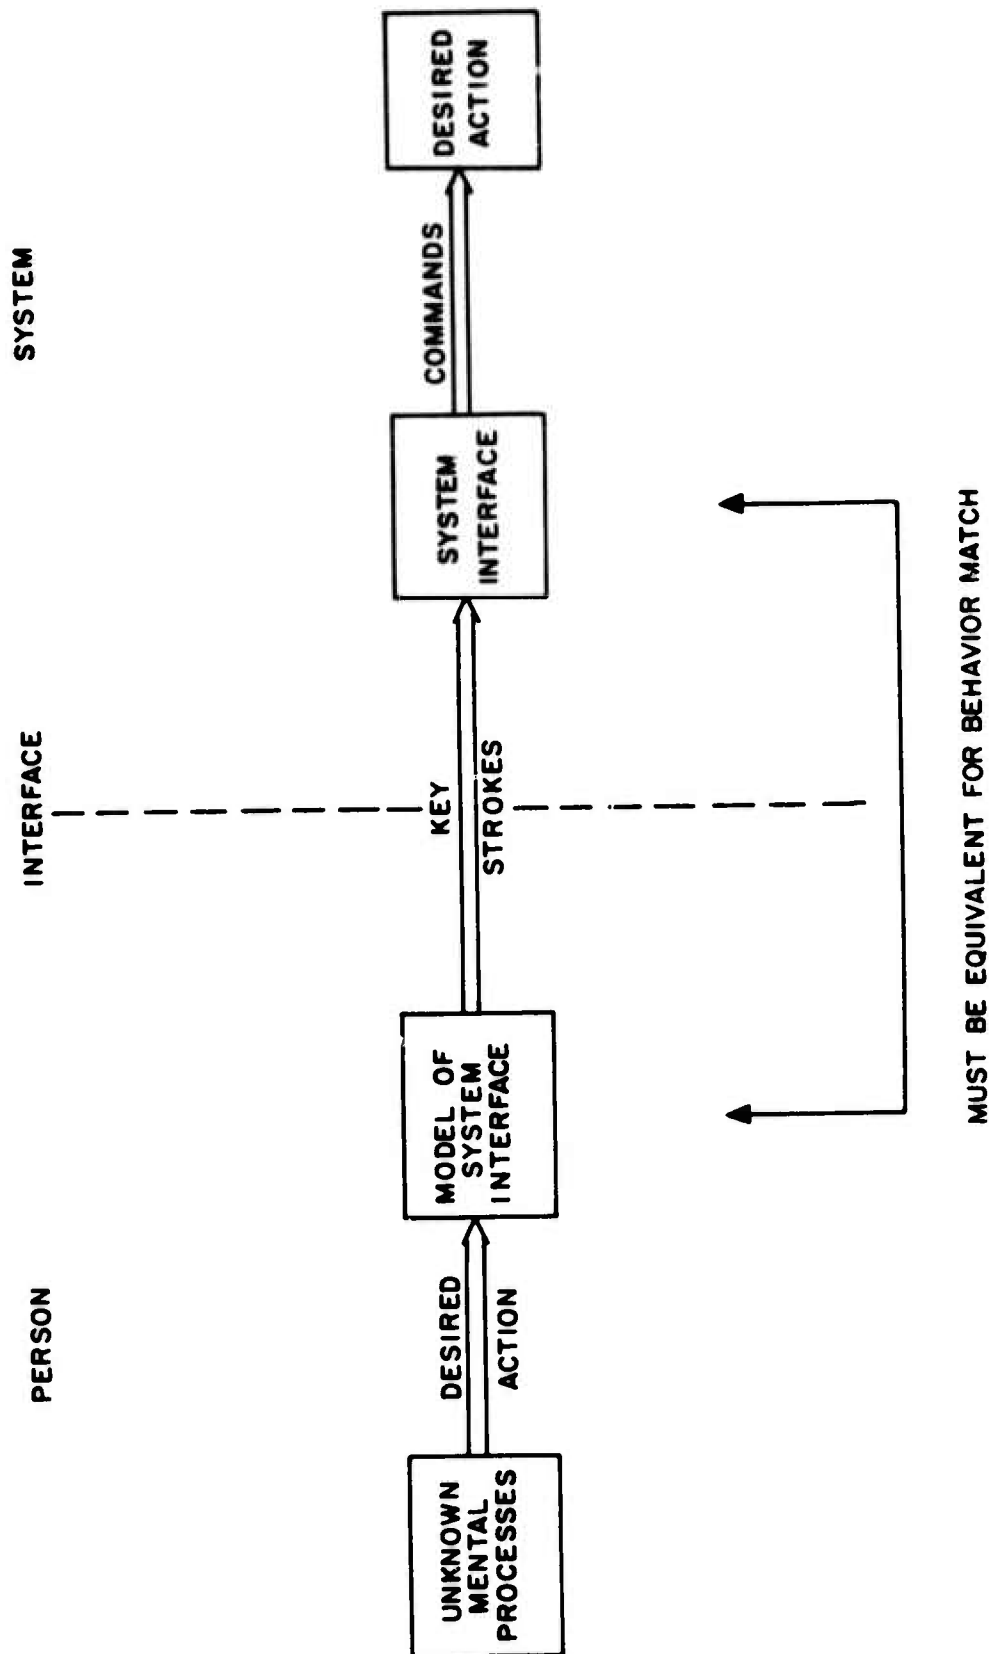 PERSON
INTERFACE
SYSTEM
UNKNOWN
MENTAL
PROCESSES
DESIRED
ACTION
MODEL OF
SYSTEM
INTERFACE
KEY
STROKES
SYSTEM
INTERFACE
COMMANDS
DESIRED
ACTION
MUST BE EQUIVALENT FOR BEHAVIOR MATCH